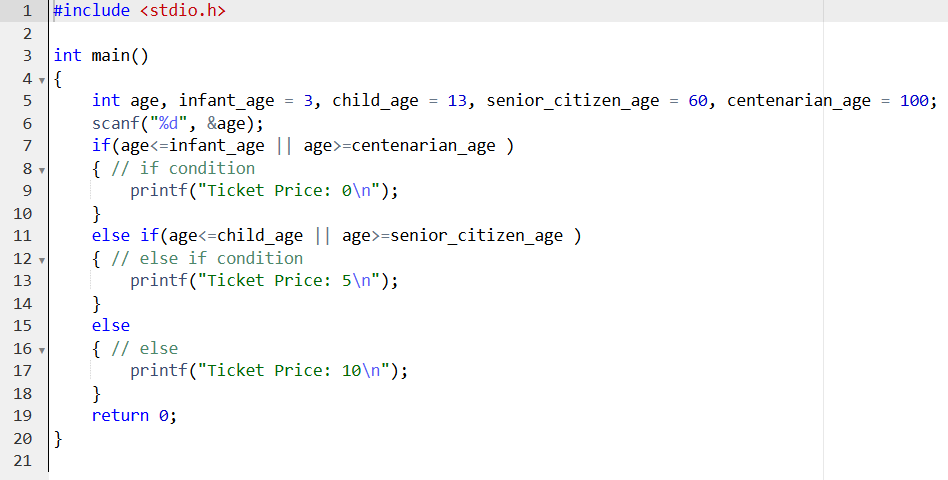 1 #include <stdio.h>
2
3 int main()
4 {
5 int age, infant_age = 3, child_age = 13, senior_citizen_age = 60, centenarian_age = 100;
6 scanf("%d", &age);
7 if(age<=infant_age || age>=centenarian_age )
8 { // if condition
9 printf("Ticket Price: 0\n");
10 }
11 else if(age<=child_age || age>=senior_citizen_age )
12 { // else if condition
13 printf("Ticket Price: 5\n");
14 }
15 else
16 { // else
17 printf("Ticket Price: 10\n");
18 }
19 return 0;
20 }
21